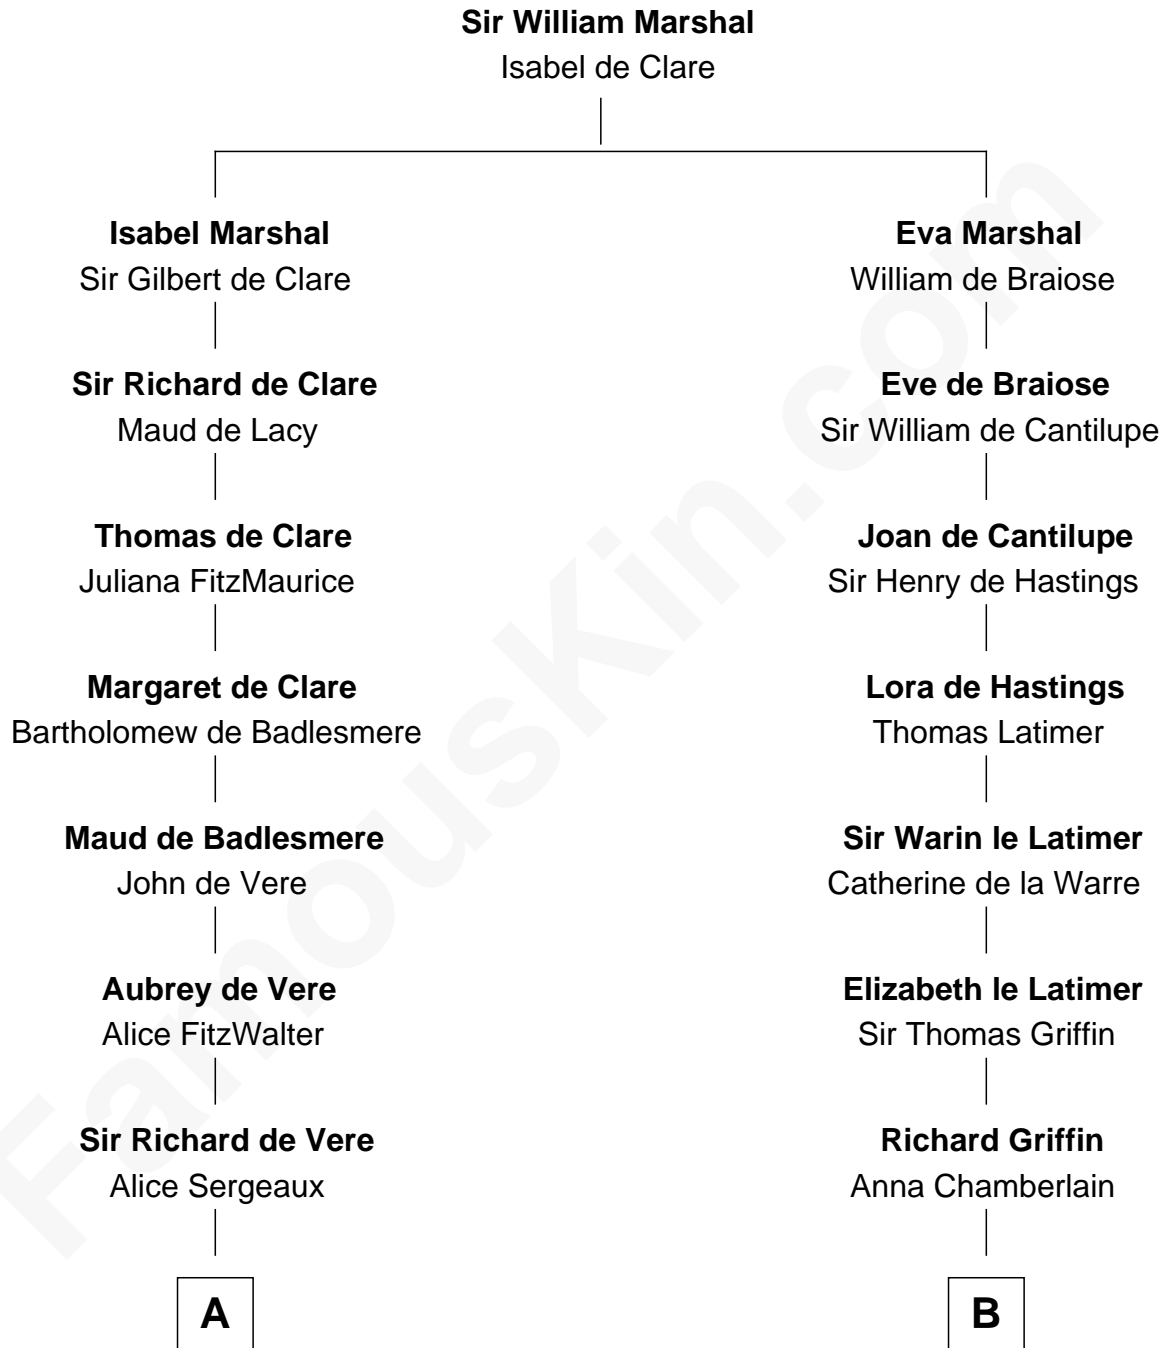 Sir William Marshal
Isabel de Clare
Isabel Marshal
Sir Gilbert de Clare
Eva Marshal
William de Braiose
Sir Richard de Clare
Maud de Lacy
Eve de Braiose
Sir William de Cantilupe
Thomas de Clare
Juliana FitzMaurice
Joan de Cantilupe
Sir Henry de Hastings
Margaret de Clare
Bartholomew de Badlesmere
Lora de Hastings
Thomas Latimer
Maud de Badlesmere
John de Vere
Sir Warin le Latimer
Catherine de la Warre
Aubrey de Vere
Alice FitzWalter
Elizabeth le Latimer
Sir Thomas Griffin
Sir Richard de Vere
Alice Sergeaux
Richard Griffin
Anna Chamberlain
A
B
FamousKin.com